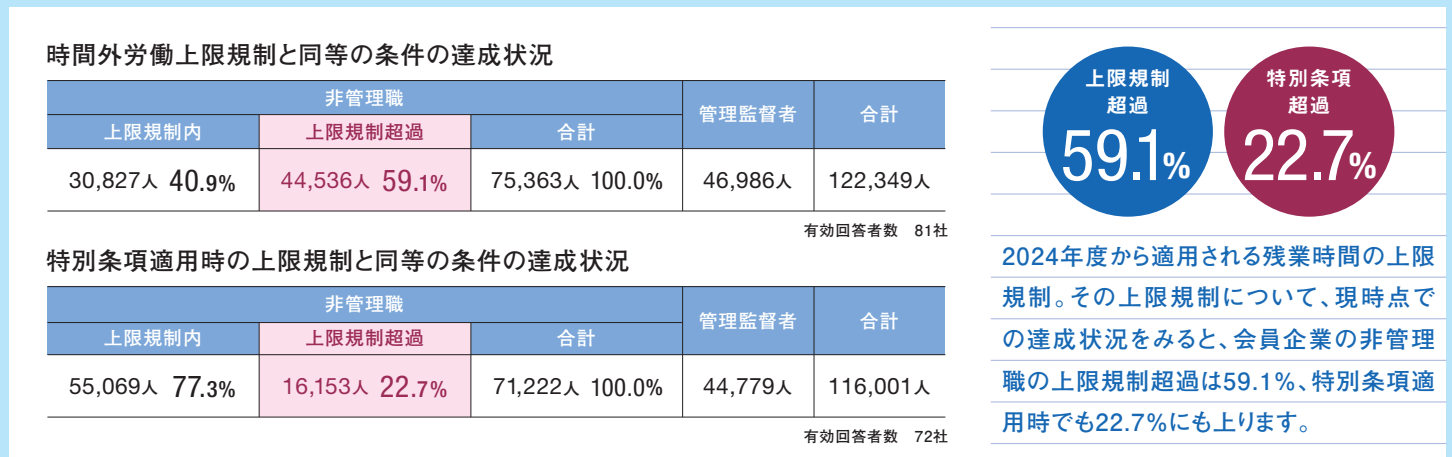 時間外労働上限規制と同等の条件の達成状況
非管理職
管理監督者
合計
上限規制内
上限規制超過
合計
30,827人 40.9%
44,536人 59.1%
75,363人 100.0%
46,986人
122,349人
有効回答者数 81社
特別条項適用時の上限規制と同等の条件の達成状況
非管理職
管理監督者
合計
上限規制内
上限規制超過
合計
55,069人 77.3%
16,153人 22.7%
71,222人 100.0%
44,779人
116,001人
有効回答者数 72社
上限規制
超過
59.1%
特別条項
超過
22.7%
2024年度から適用される残業時間の上限
規制。その上限規制について、現時点で
の達成状況をみると、会員企業の非管理
職の上限規制超過は59.1%、特別条項適
用時でも22.7%にも上ります。